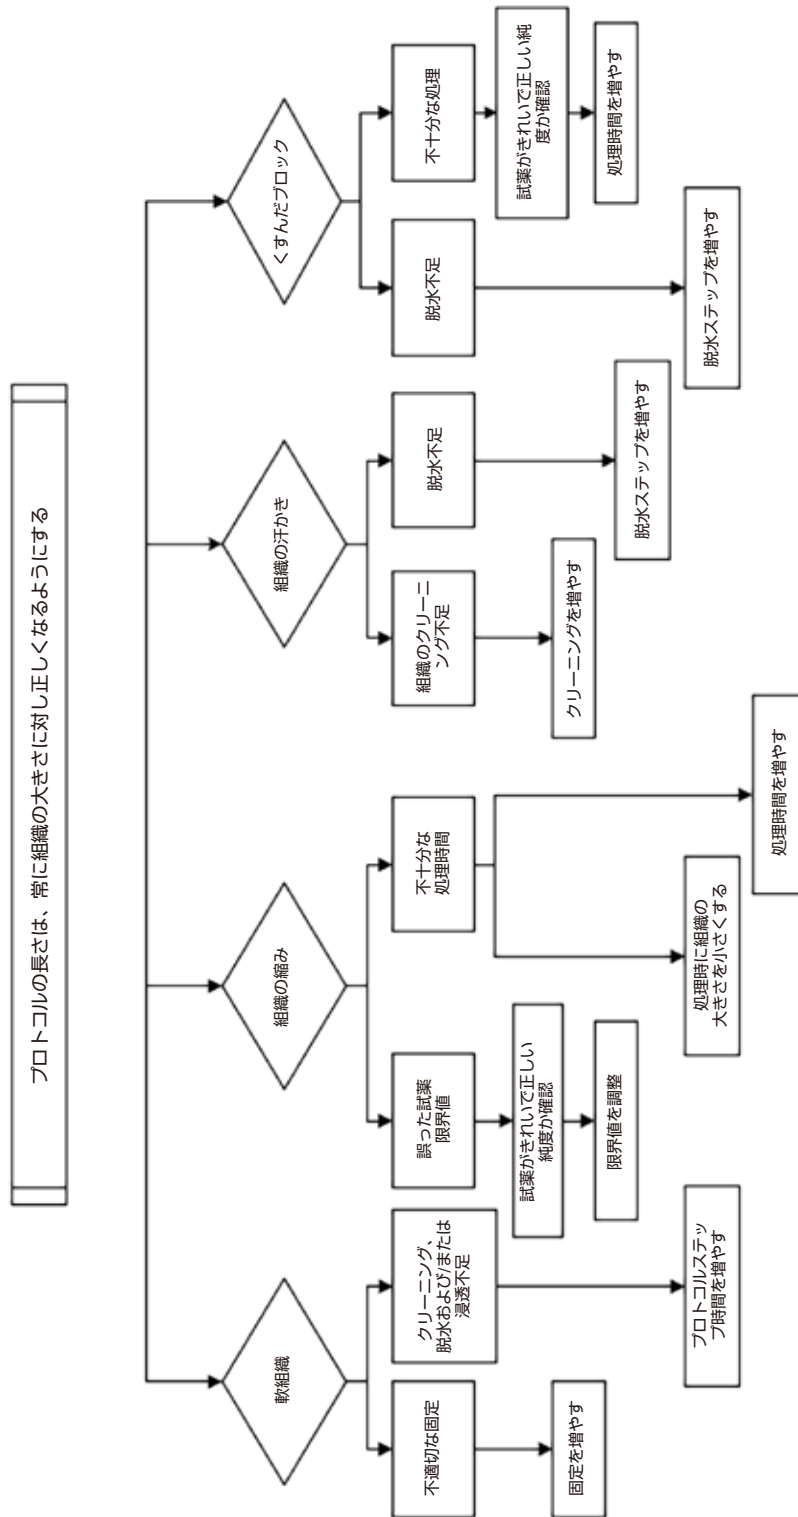 プロトコルの長さは、常に組織の大きさに対し正しくなるようにする
軟組織
不適切な固定
固定を増やす
クリーニング、
脱水および/または
浸透不足
プロトコルステッ
プ時間を増やす
組織の縮み
誤った試薬
限界値
試薬がきれいで正しい
純度か確認
限界値を調整
不十分な
処理時間
処理時に組織の
大きさを小さくする
処理時間を増やす
組織の汗かき
組織のクリーニ
ング不足
クリーニングを増やす
脱水不足
脱水ステップを増やす
くすんだブロック
脱水不足
脱水ステップを増やす
不十分な処理
試薬がきれいで正しい純
度か確認
処理時間を増やす